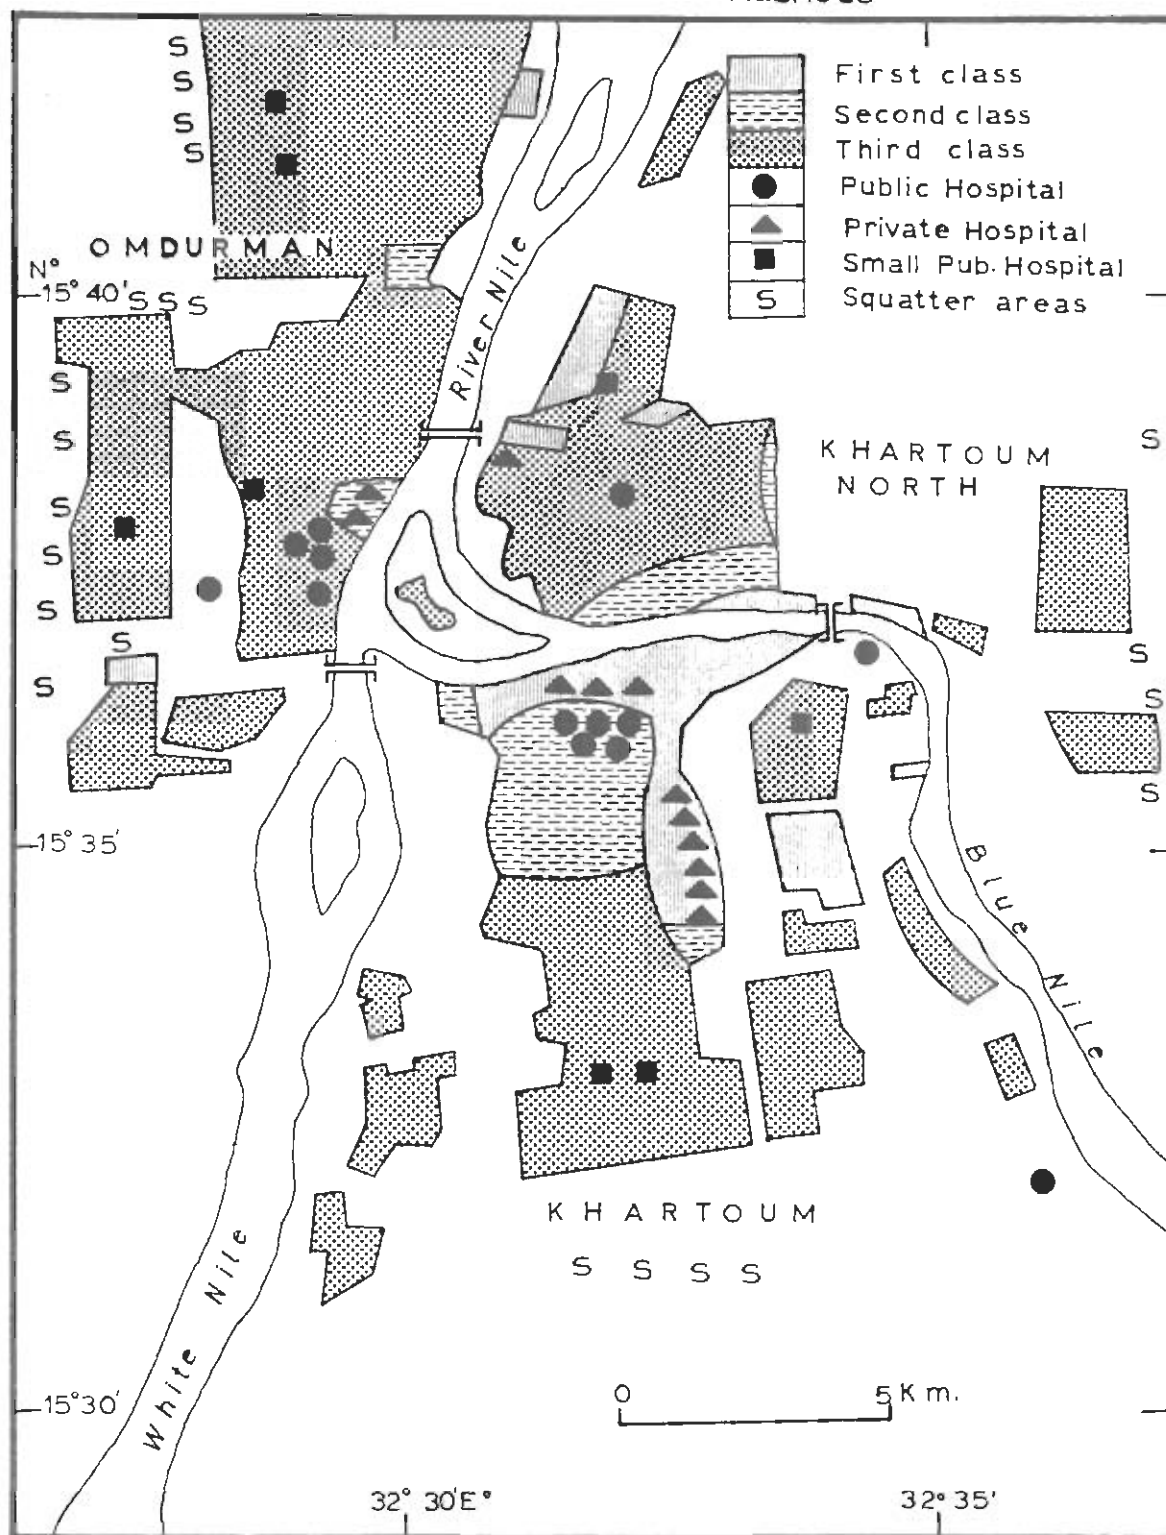 First class
Second class
Third class
Public Hospital
Private Hospital
Small Pub. Hospital
S Squatter areas
S
S
S
S
OMDURMAN
N°
15° 40'
S S S
River Nile
S
S
S
S
S
S
S
KHARTOUM
NORTH
S
S
S
S
15° 35'
Blue Nile
KHARTOUM
S S S S
White Nile
15° 30'
0 5 Km.
32° 30'E°
32° 35'